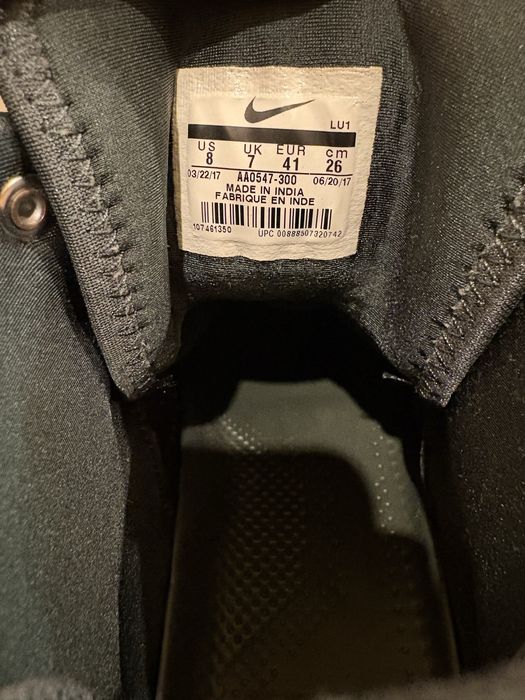 LU1
US UK EUR cm
8 7 41 26
03/22/17 AA0547-300 06/20/17
MADE IN INDIA
FABRIQUE EN INDE
107461350 UPC 00888507320742